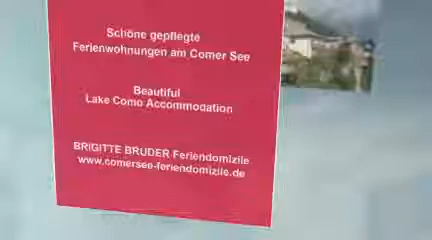 Schöne gepflegte
Ferienwohnungen am Comer See
Beautiful
Lake Como Accommodation
BRIGITTE BRUDER Feriendomizile
www.comersee-feriendomizile.de